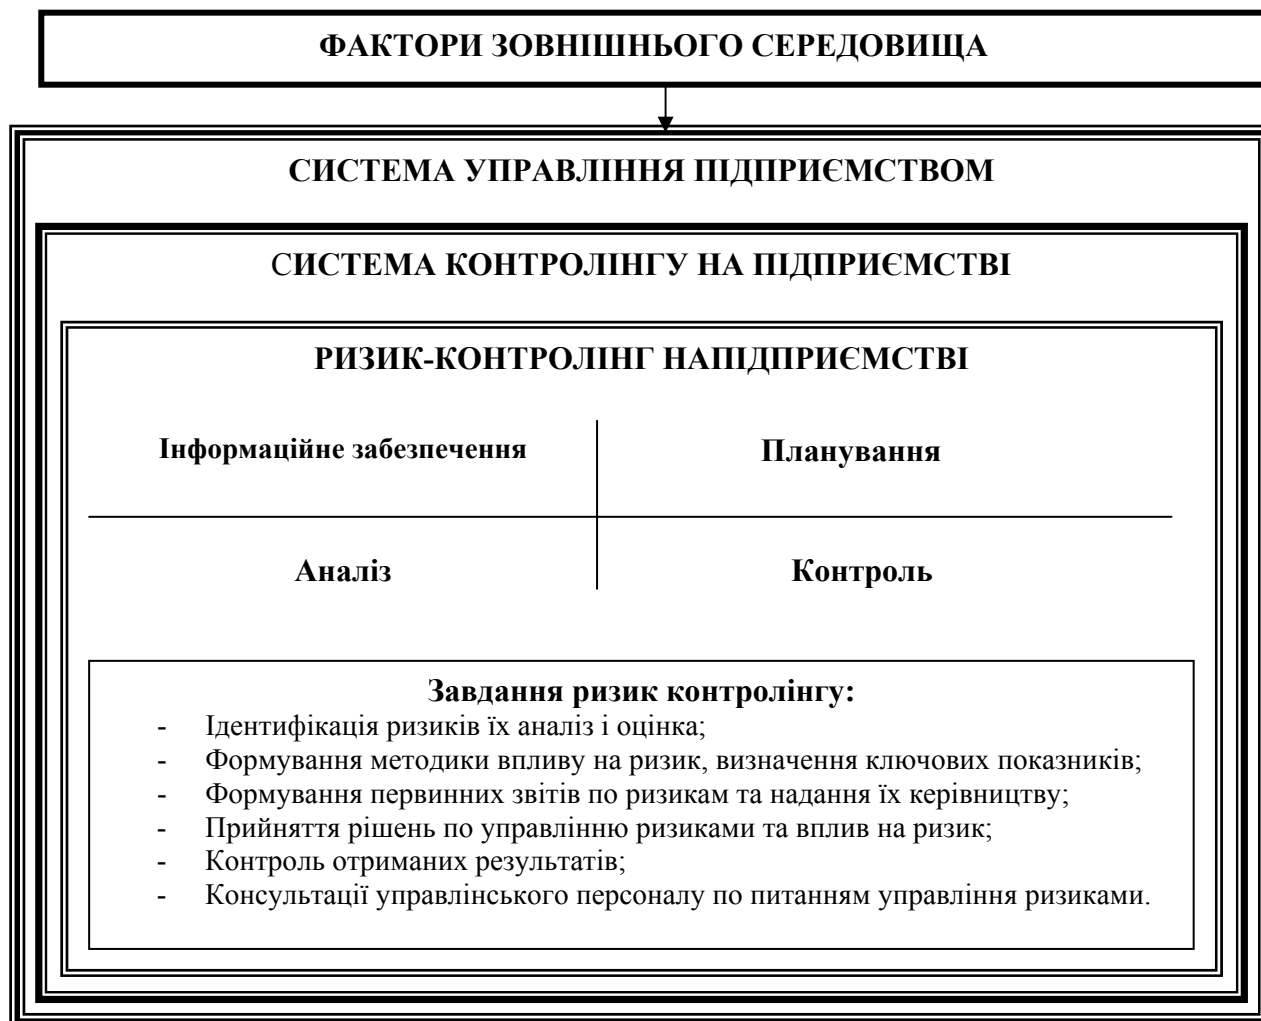 ФАКТОРИ ЗОВНІШНЬОГО СЕРЕДОВИЩА
СИСТЕМА УПРАВЛІННЯ ПІДПРИЄМСТВОМ
СИСТЕМА КОНТРОЛІНГУ НА ПІДПРИЄМСТВІ
РИЗИК-КОНТРОЛІНГ НАПІДПРИЄМСТВІ
Інформаційне забезпечення
Планування
Аналіз
Контроль
Завдання ризик контролінгу:
- Ідентифікація ризиків їх аналіз і оцінка;
- Формування методики впливу на ризик, визначення ключових показників;
- Формування первинних звітів по ризикам та надання їх керівництву;
- Прийняття рішень по управлінню ризиками та вплив на ризик;
- Контроль отриманих результатів;
- Консультації управлінського персоналу по питанням управління ризиками.